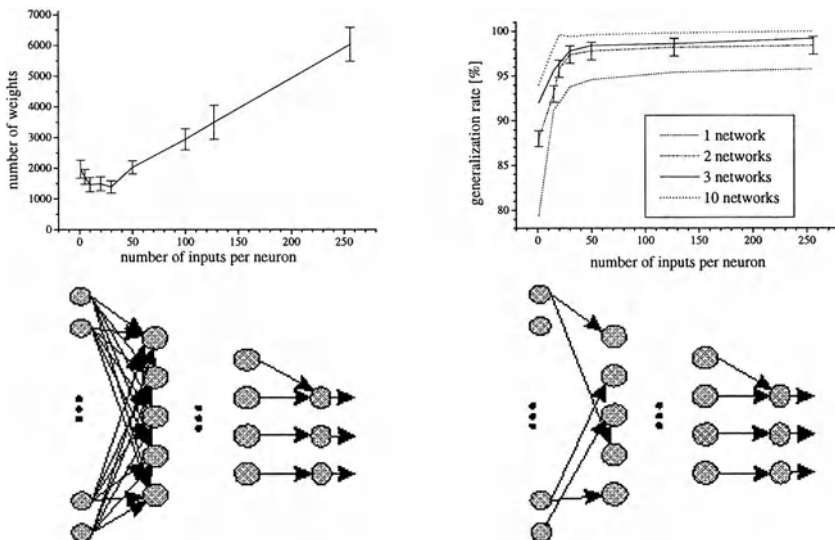 7000
6000
5000
4000
3000
2000
1000
0
number of weights
0 50 100 150 200 250
number of inputs per neuron
100
95
90
85
80
generalization rate [%]
1 network
2 networks
3 networks
10 networks
0 50 100 150 200 250
number of inputs per neuron